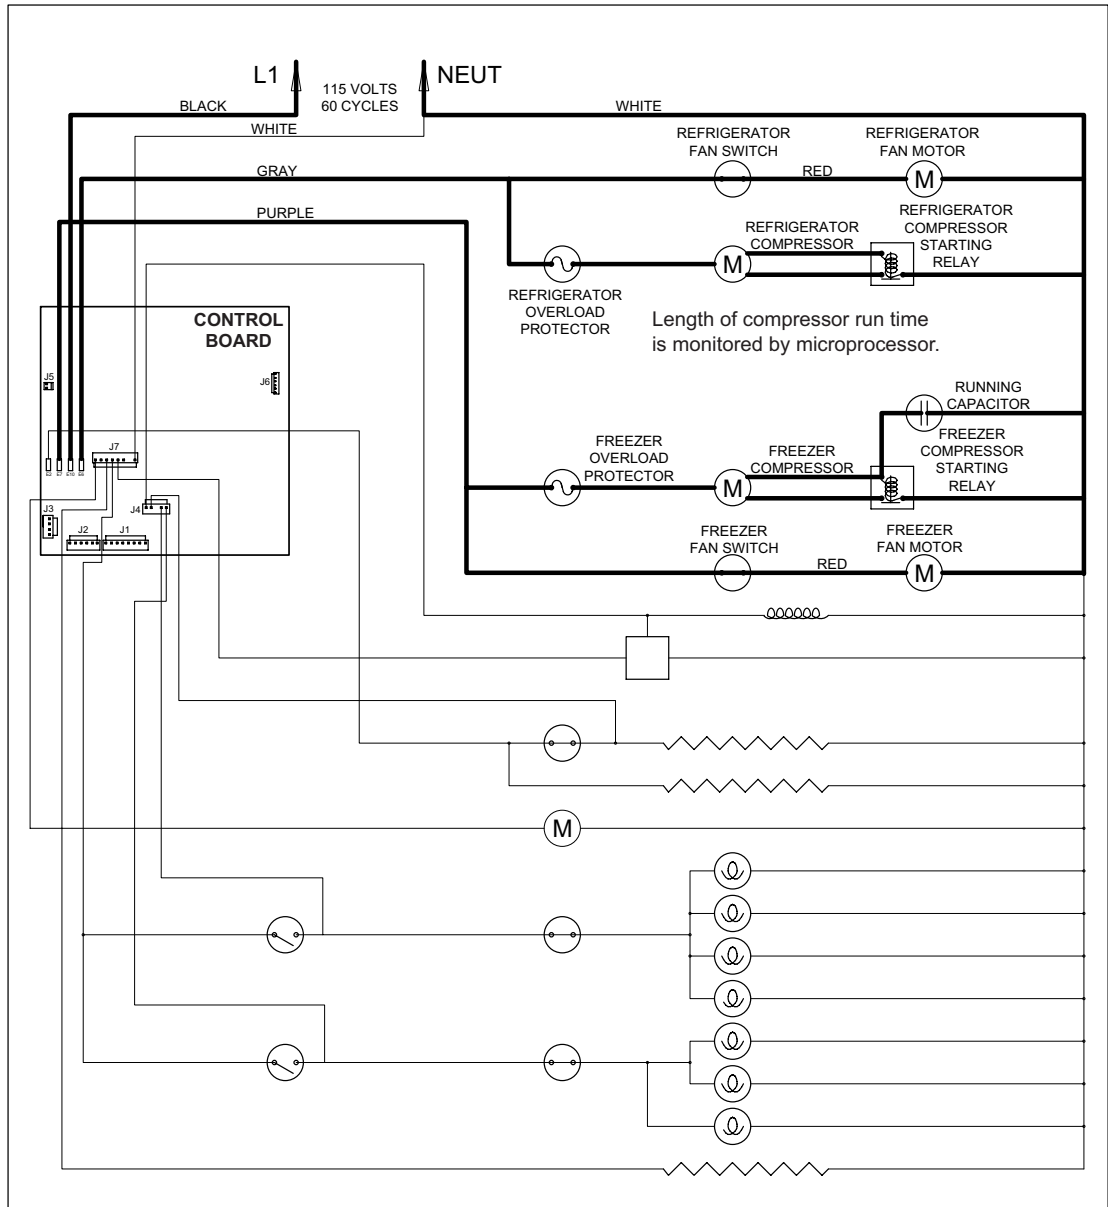 L1
NEUT
115 VOLTS
60 CYCLES
BLACK
WHITE
WHITE
REFRIGERATOR
FAN SWITCH
REFRIGERATOR
FAN MOTOR
GRAY
RED
M
PURPLE
REFRIGERATOR
COMPRESSOR
REFRIGERATOR
COMPRESSOR
STARTING
RELAY
M
REFRIGERATOR
OVERLOAD
PROTECTOR
Length of compressor run time
is monitored by microprocessor.
CONTROL
BOARD
J5
J6
RUNNING
CAPACITOR
J7
FREEZER
OVERLOAD
PROTECTOR
FREEZER
COMPRESSOR
FREEZER
COMPRESSOR
STARTING
RELAY
M
J3
J4
J2
J1
FREEZER
FAN SWITCH
FREEZER
FAN MOTOR
RED
M
M